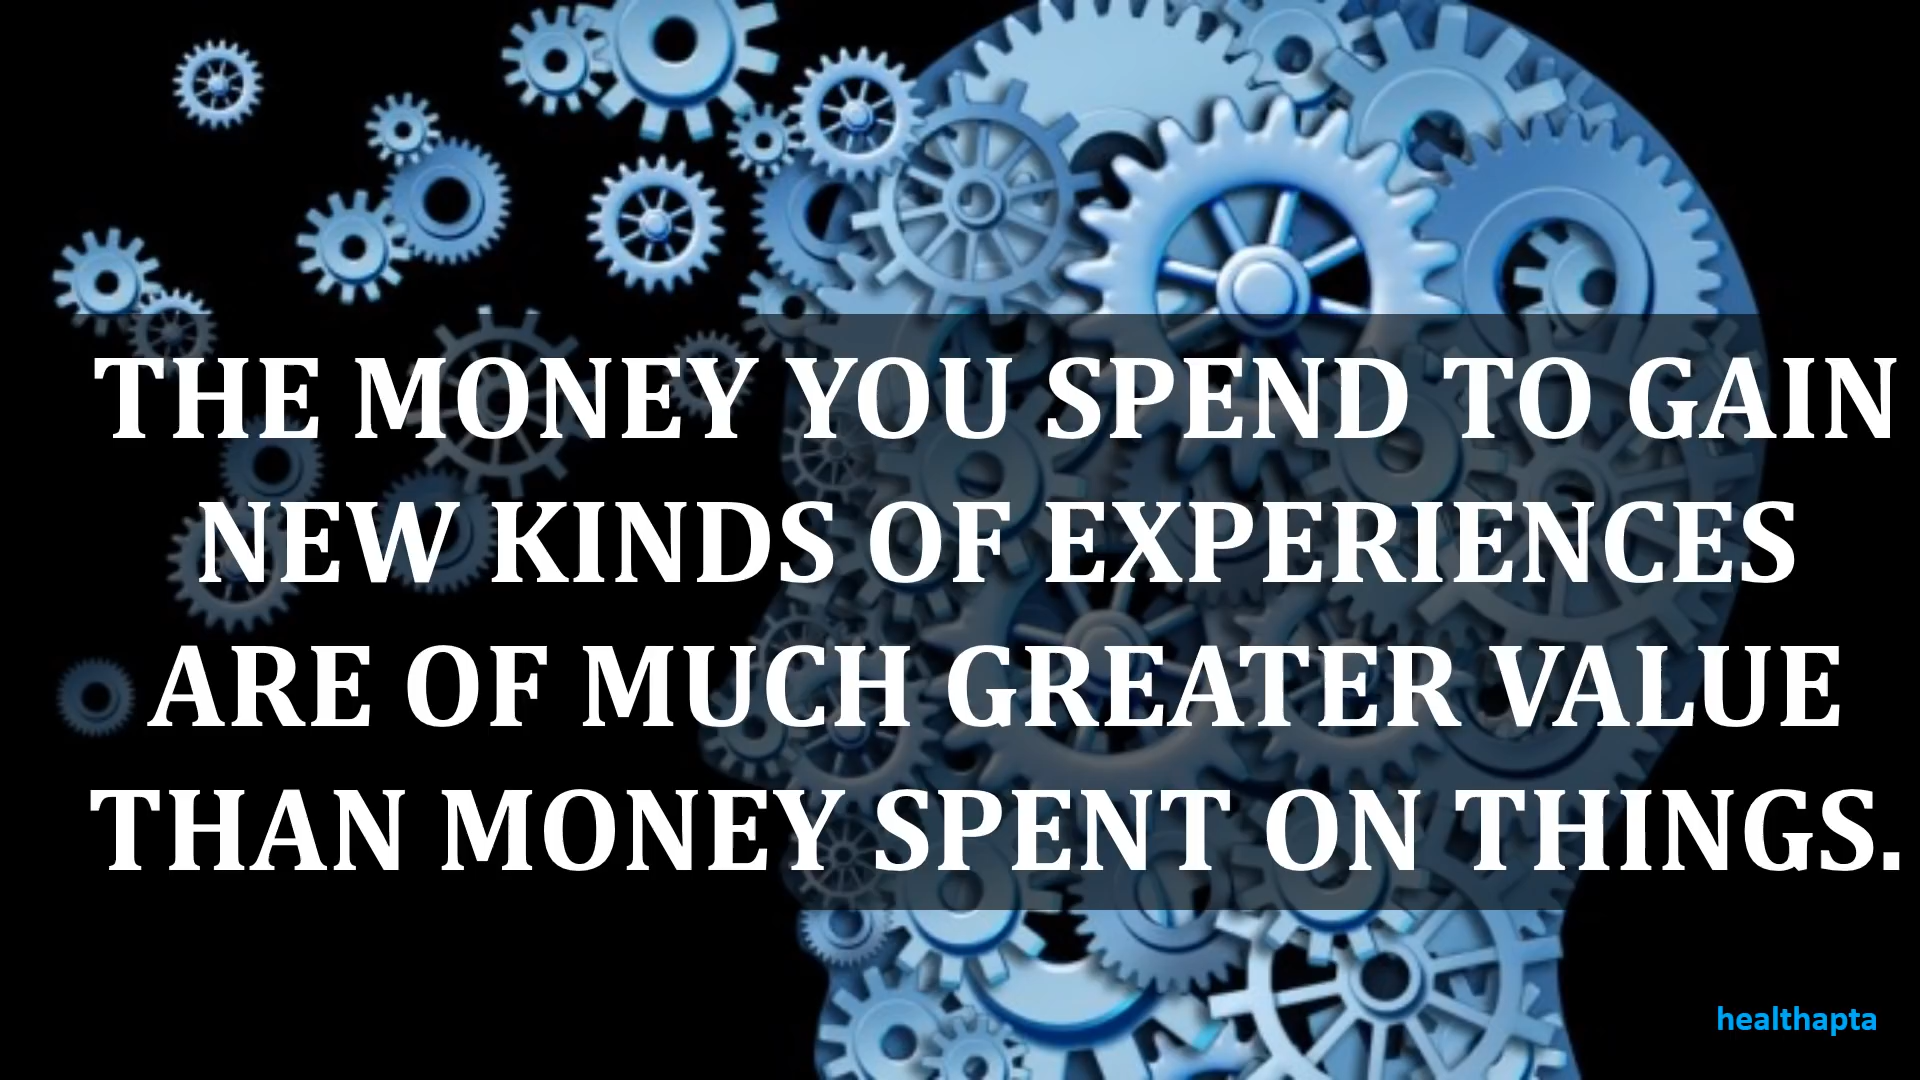 THE MONEY YOU SPEND TO GAIN
NEW KINDS OF EXPERIENCES
ARE OF MUCH GREATER VALUE
THAN MONEY SPENT ON THINGS.
healthapta